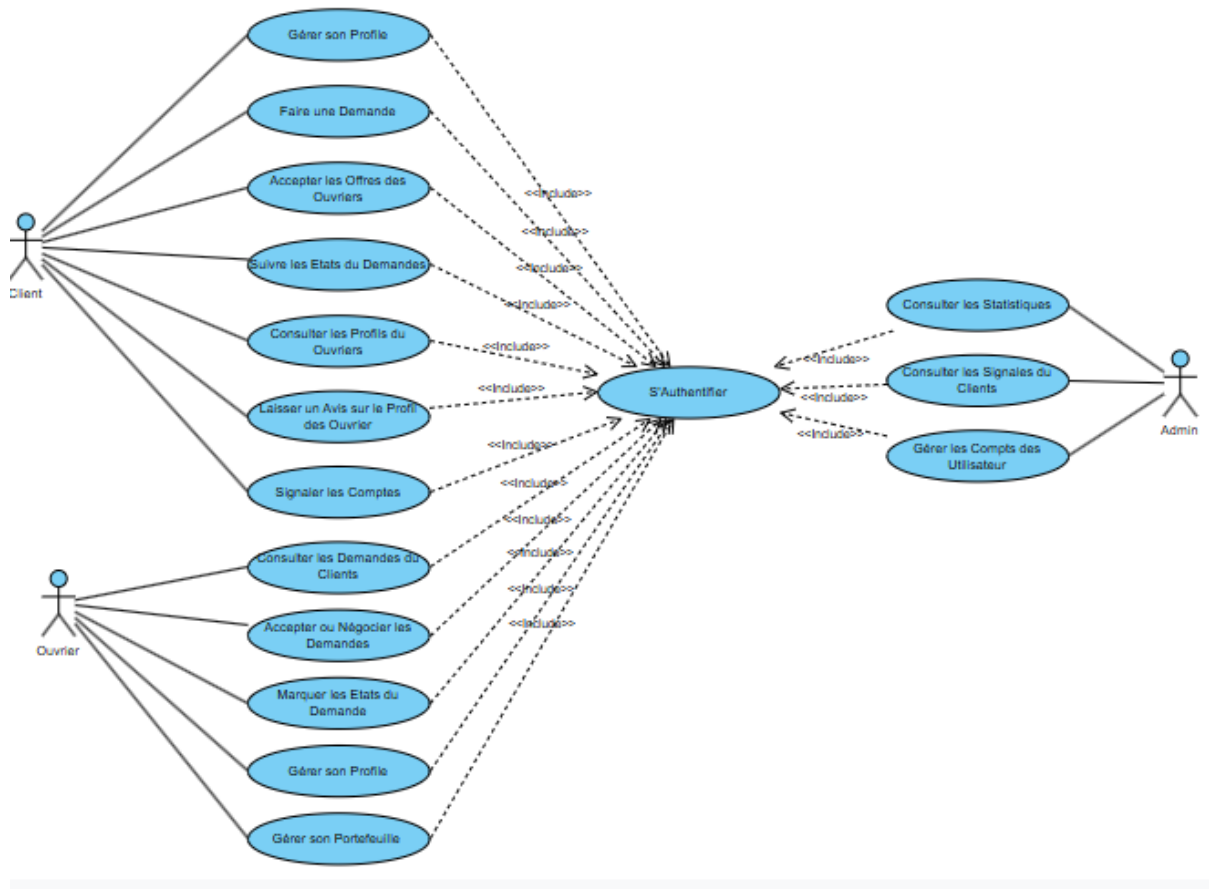 Gérer son Profile
Faire une Demande
Accepter les Offres des
Ouvriers
Suivre les Etats du Demandes
Consulter les Profils du
Ouvriers
Laisser un Avis sur le Profil
des Ouvrier
Signaler les Comptes
Client
<<Include>>
<<Include>>
<<Include>>
<<Include>>
<<Include>>
<<Include>>
<<Include>>
<<Include>>
<<Include>>
<<Include>>
<<Include>>
<<Include>>
S'Authentifier
Consulter les Statistiques
Consulter les Signales du
Clients
Gérer les Compts des
Utilisateur
<<Include>>
<<Include>>
<<Include>>
Admin
Consulter les Demandes du
Clients
Accepter ou Négocier les
Demandes
Marquer les Etats du
Demande
Gérer son Profile
Gérer son Portefeuille
Ouvrier